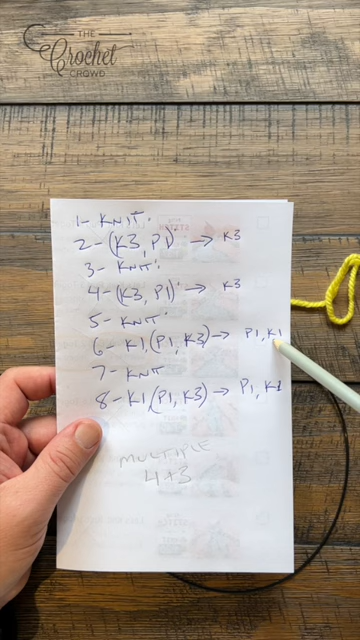 THE
Crochet
CROWD
1- KNIT.
2- (K3, P1) → K3
3- KNIT.
4- (K3, P1) → K3
5- KNIT
6- K1, (P1, K3) → P1, K1
7- KNIT
8- K1, (P1, K3) → P1, K1
MULTIPLE
4+3